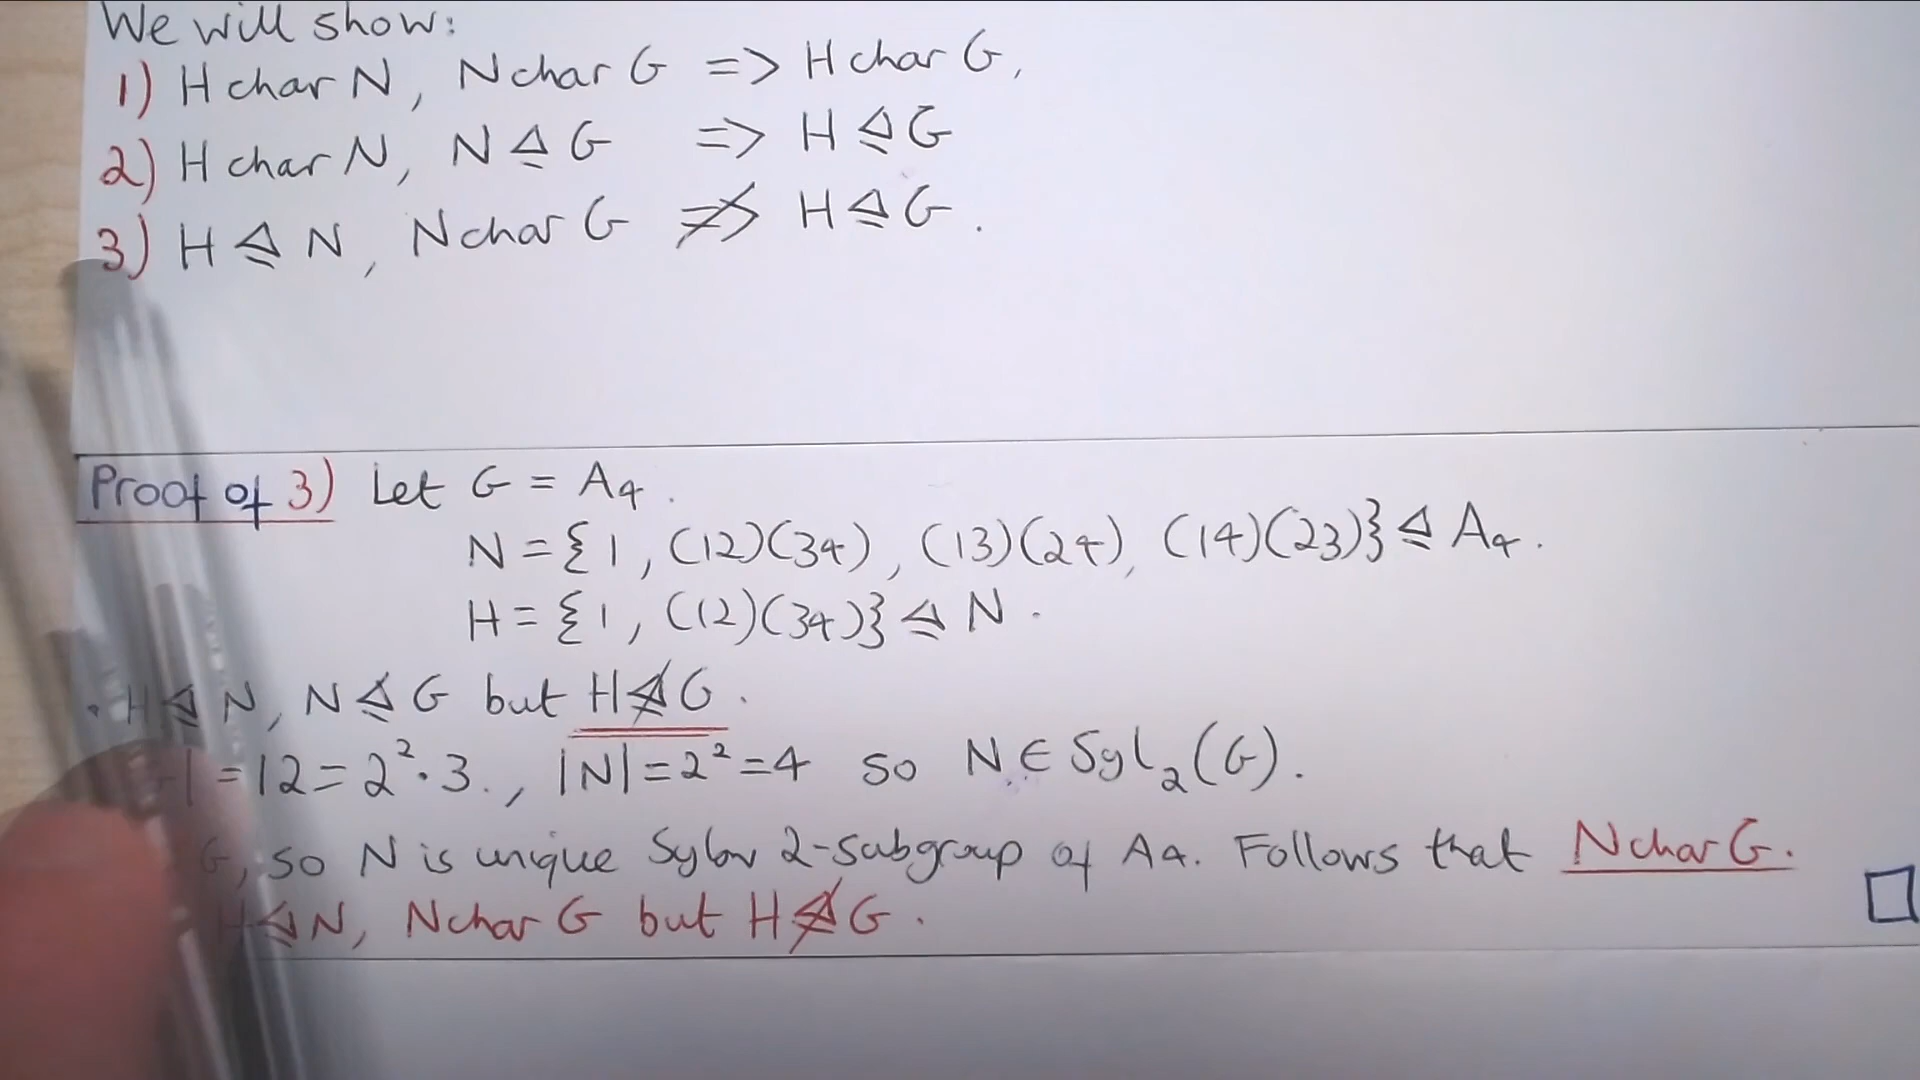 We will show:
1) H char N, N char G => H char G,
2) H char N, N ⊴ G => H ⊴ G
3) H ⊴ N, N char G ≠> H ⊴ G.
Proof of 3) Let G = A₄.
N = {1, (12)(34), (13)(24), (14)(23)} ⊴ A₄.
H = {1, (12)(34)} ⊴ N.
• H ⊴ N, N ⊴ G but H ⋬ G.
| = 12 = 2²·3., |N| = 2² = 4 so N ∈ Syl₂(G).
G, so N is unique Sylow 2-subgroup of A₄. Follows that N char G.
H ⊴ N, N char G but H ⋬ G. □